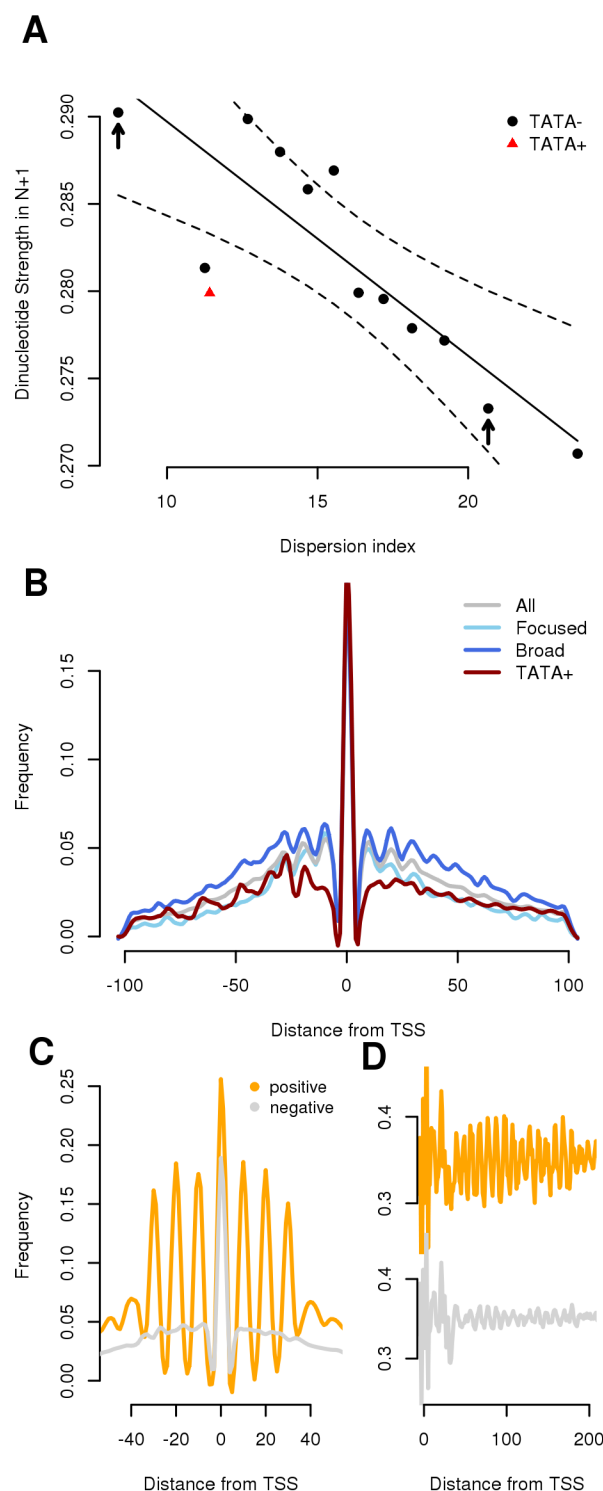 A
0.290
0.285
0.280
0.275
0.270
Dinucleotide Strength in N+1
TATA-
TATA+
10 15 20
Dispersion index
B
All
Focused
Broad
TATA+
0.15
0.10
0.05
0.00
Frequency
-100 -50 0 50 100
Distance from TSS
C
positive
negative
0.25
0.20
0.15
0.10
0.05
0.00
Frequency
-40 -20 0 20 40
Distance from TSS
D
0.4
0.3
0.4
0.3
0 100 200
Distance from TSS